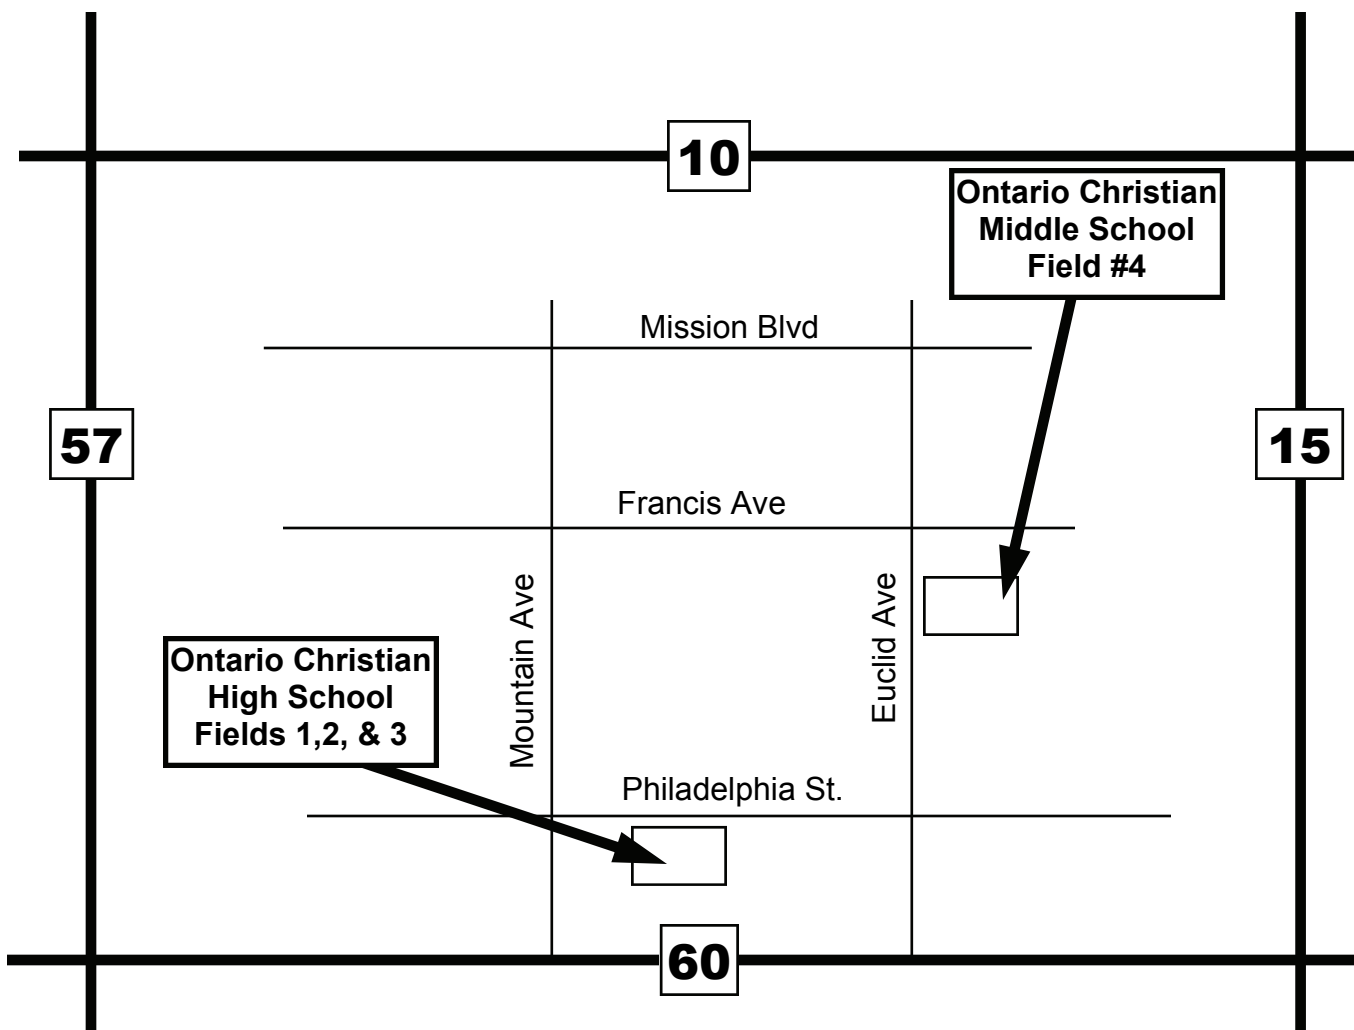 10
Ontario Christian
Middle School
Field #4
Mission Blvd
57
15
Francis Ave
Mountain Ave
Euclid Ave
Ontario Christian
High School
Fields 1,2, & 3
Philadelphia St.
60